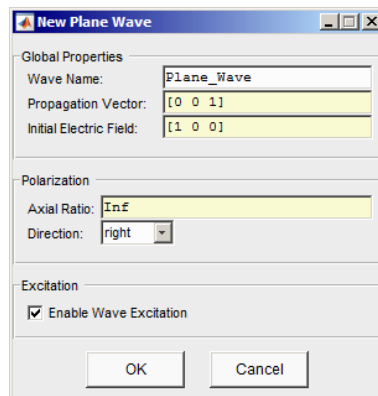 New Plane Wave
Global Properties
Wave Name: Plane_Wave
Propagation Vector: [0 0 1]
Initial Electric Field: [1 0 0]
Polarization
Axial Ratio: Inf
Direction: right
Excitation
Enable Wave Excitation
OK Cancel